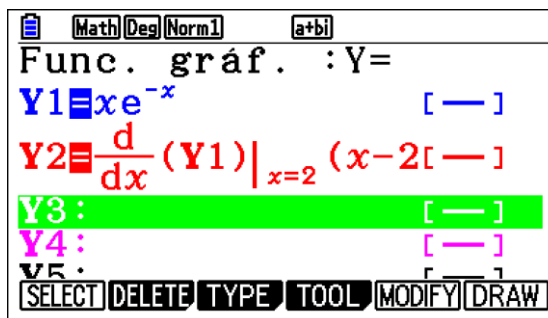 Math Deg Norm1 a+bi
Func. gráf. :Y=
Y1=xe⁻ˣ [—]
Y2=d/dx(Y1)|x=2 (x−2[—]
Y3: [—]
Y4: [—]
Y5: [—]
SELECT DELETE TYPE TOOL MODIFY DRAW